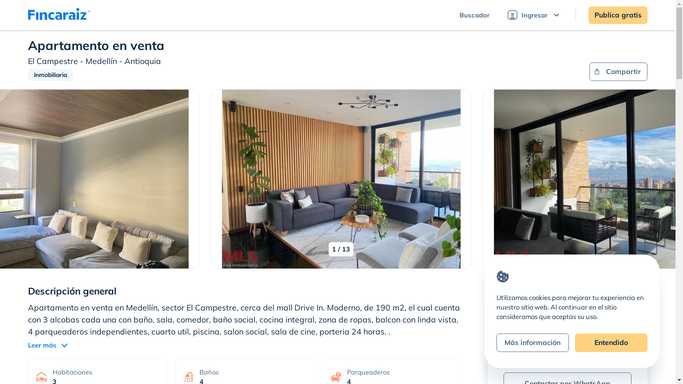 Fincaraiz
Buscador
Ingresar
Publica gratis
Apartamento en venta
El Campestre - Medellín - Antioquia
Inmobiliaria
Compartir
1 / 13
Descripción general
Apartamento en venta en Medellín, sector El Campestre, cerca del mall Drive In. Moderno, de 190 m2, el cual cuenta
con 3 alcobas cada una con baño, sala, comedor, baño social, cocina integral, zona de ropas, balcon con linda vista,
4 parqueaderos independientes, cuarto util, piscina, salon social, sala de cine, porteria 24 horas. .
Leer más
Habitaciones
3
Baños
4
Parqueaderos
4
Utilizamos cookies para mejorar tu experiencia en
nuestro sitio web. Al continuar en el sitio
consideramos que aceptas su uso.
Más información
Entendido
Contactar por WhatsApp